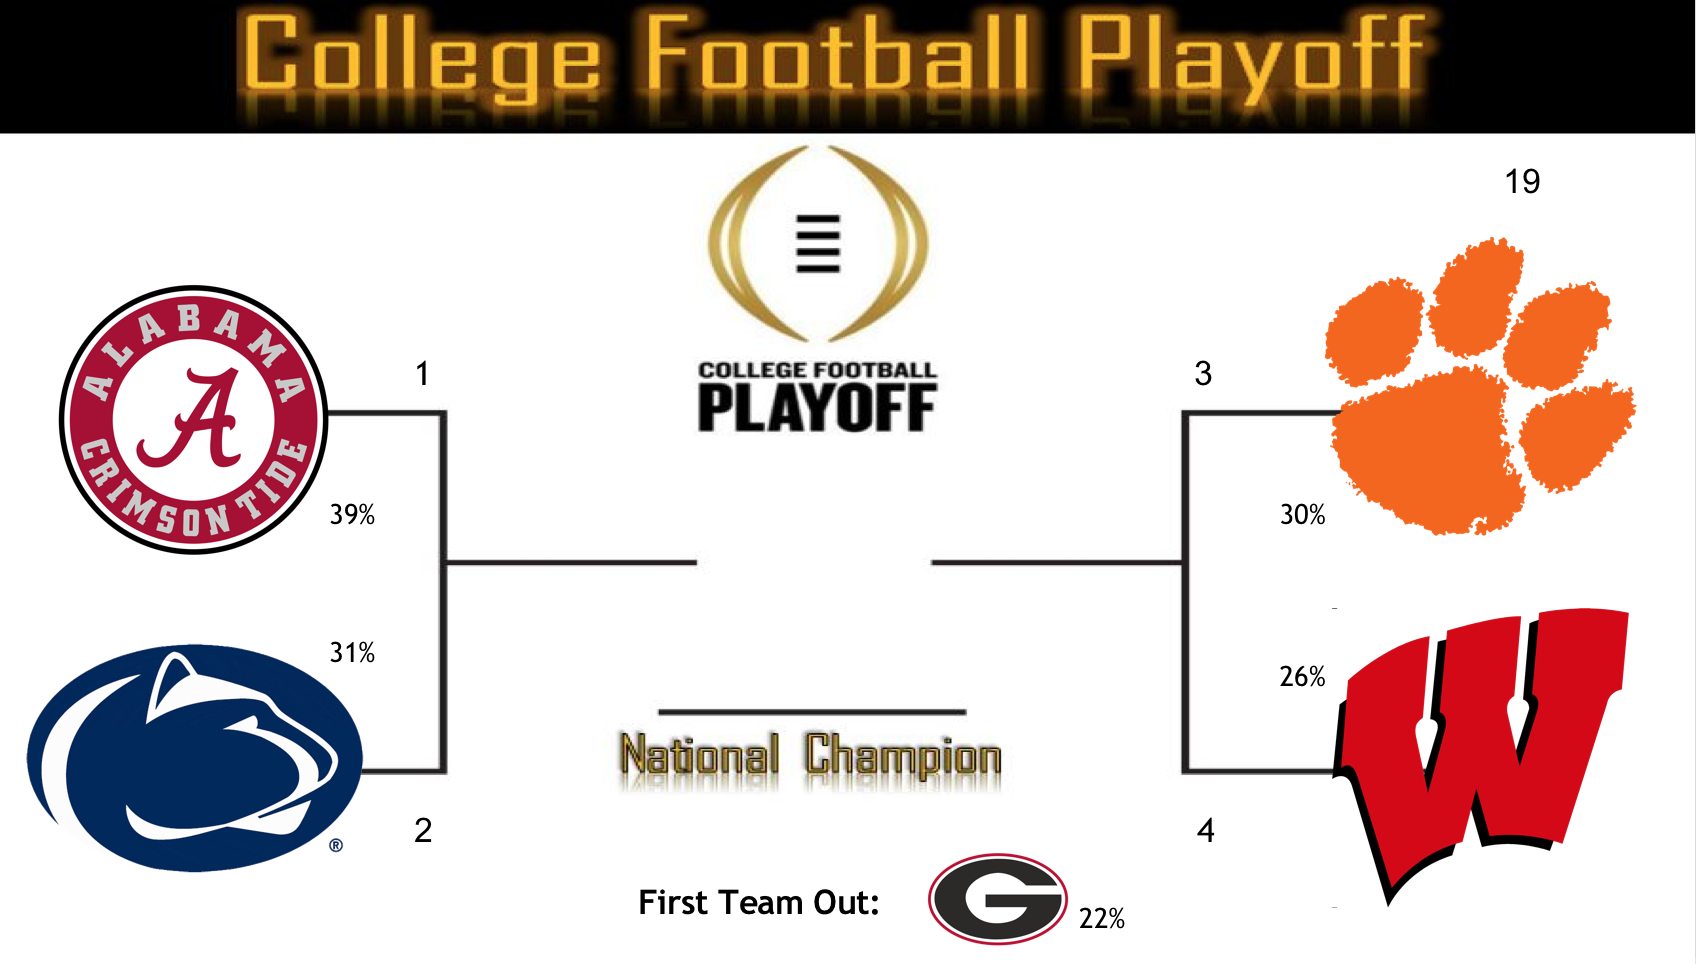 College Football Playoff
19
COLLEGE FOOTBALL
PLAYOFF
ALABAMA
A
CRIMSON TIDE
1
3
39%
30%
31%
26%
W
National Champion
2
4
®
First Team Out:
G
22%